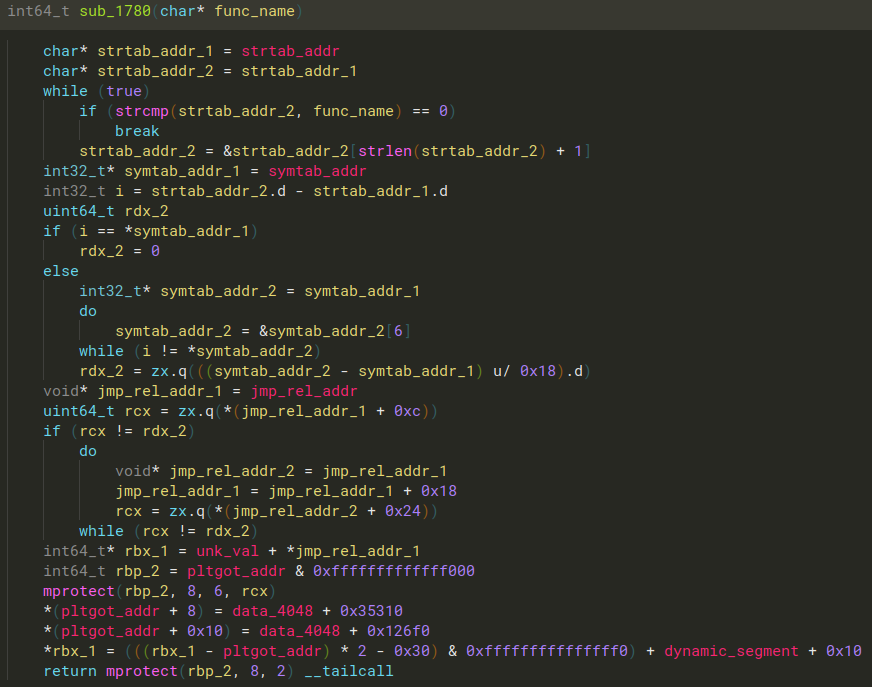 int64_t sub_1780(char* func_name)
char* strtab_addr_1 = strtab_addr
char* strtab_addr_2 = strtab_addr_1
while (true)
if (strcmp(strtab_addr_2, func_name) == 0)
break
strtab_addr_2 = &strtab_addr_2[strlen(strtab_addr_2) + 1]
int32_t* symtab_addr_1 = symtab_addr
int32_t i = strtab_addr_2.d - strtab_addr_1.d
uint64_t rdx_2
if (i == *symtab_addr_1)
rdx_2 = 0
else
int32_t* symtab_addr_2 = symtab_addr_1
do
symtab_addr_2 = &symtab_addr_2[6]
while (i != *symtab_addr_2)
rdx_2 = zx.q(((symtab_addr_2 - symtab_addr_1) u/ 0x18).d)
void* jmp_rel_addr_1 = jmp_rel_addr
uint64_t rcx = zx.q(*(jmp_rel_addr_1 + 0xc))
if (rcx != rdx_2)
do
void* jmp_rel_addr_2 = jmp_rel_addr_1
jmp_rel_addr_1 = jmp_rel_addr_1 + 0x18
rcx = zx.q(*(jmp_rel_addr_2 + 0x24))
while (rcx != rdx_2)
int64_t* rbx_1 = unk_val + *jmp_rel_addr_1
int64_t rbp_2 = pltgot_addr & 0xfffffffffffff000
mprotect(rbp_2, 8, 6, rcx)
*(pltgot_addr + 8) = data_4048 + 0x35310
*(pltgot_addr + 0x10) = data_4048 + 0x126f0
*rbx_1 = (((rbx_1 - pltgot_addr) * 2 - 0x30) & 0xfffffffffffffff0) + dynamic_segment + 0x10
return mprotect(rbp_2, 8, 2) __tailcall